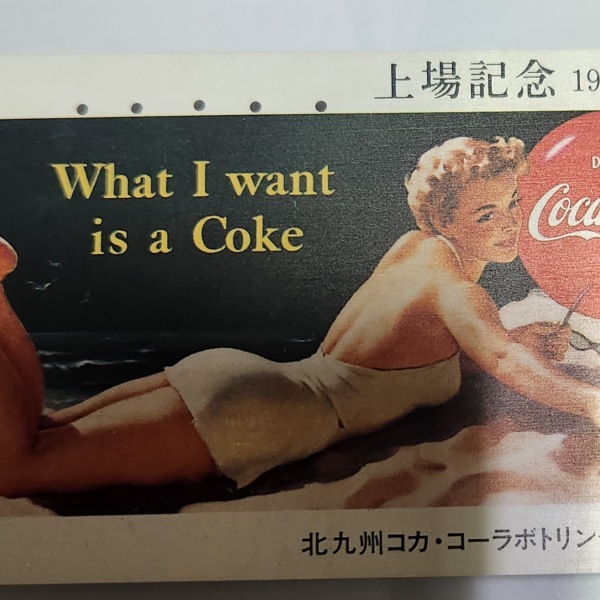 上場記念 19
What I want
is a Coke
D
Coca
北九州コカ・コーラボトリン